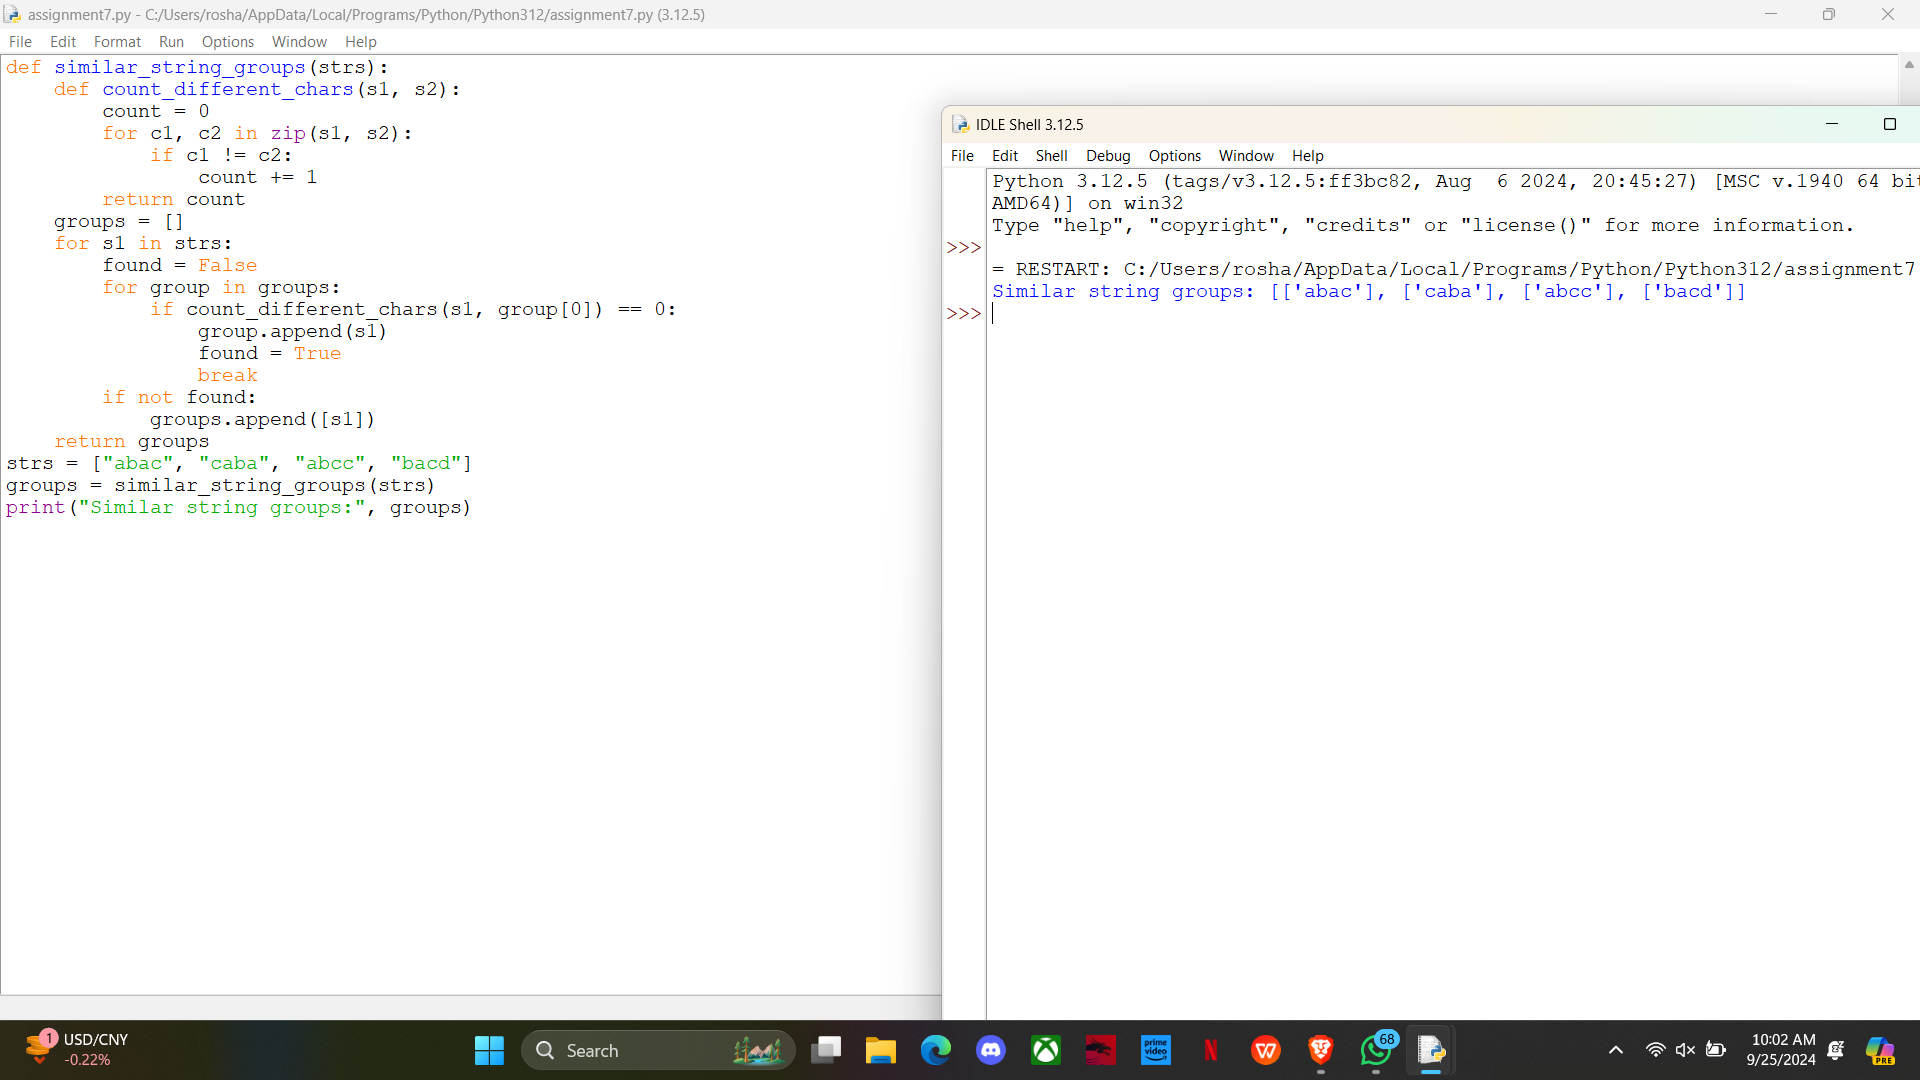 assignment7.py - C:/Users/rosha/AppData/Local/Programs/Python/Python312/assignment7.py (3.12.5)
File Edit Format Run Options Window Help
def similar_string_groups(strs):
    def count_different_chars(s1, s2):
        count = 0
        for c1, c2 in zip(s1, s2):
            if c1 != c2:
                count += 1
        return count
    groups = []
    for s1 in strs:
        found = False
        for group in groups:
            if count_different_chars(s1, group[0]) == 0:
                group.append(s1)
                found = True
                break
        if not found:
            groups.append([s1])
    return groups
strs = ["abac", "caba", "abcc", "bacd"]
groups = similar_string_groups(strs)
print("Similar string groups:", groups)
IDLE Shell 3.12.5
File Edit Shell Debug Options Window Help
Python 3.12.5 (tags/v3.12.5:ff3bc82, Aug  6 2024, 20:45:27) [MSC v.1940 64 bit
AMD64)] on win32
Type "help", "copyright", "credits" or "license()" for more information.
>>>
= RESTART: C:/Users/rosha/AppData/Local/Programs/Python/Python312/assignment7
Similar string groups: [['abac'], ['caba'], ['abcc'], ['bacd']]
>>>
1 USD/CNY
-0.22%
Search
prime video
N
W
68
10:02 AM
9/25/2024
PRE